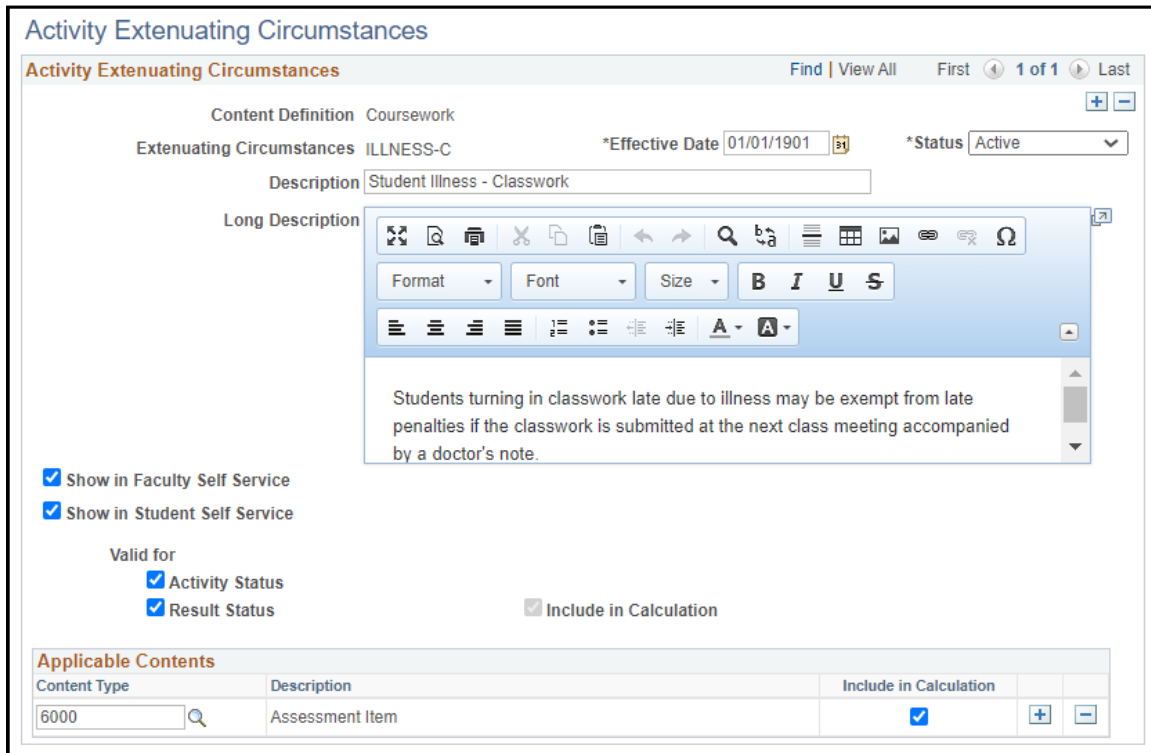 Activity Extenuating Circumstances
Activity Extenuating Circumstances Find | View All First 1 of 1 Last
Content Definition Coursework
Extenuating Circumstances ILLNESS-C *Effective Date 01/01/1901 31 *Status Active
Description Student Illness - Classwork
Long Description
Format Font Size B I U S
A A
Students turning in classwork late due to illness may be exempt from late
penalties if the classwork is submitted at the next class meeting accompanied
by a doctor's note.
Show in Faculty Self Service
Show in Student Self Service
Valid for
Activity Status
Result Status Include in Calculation
Applicable Contents
Content Type Description Include in Calculation
6000 Assessment Item